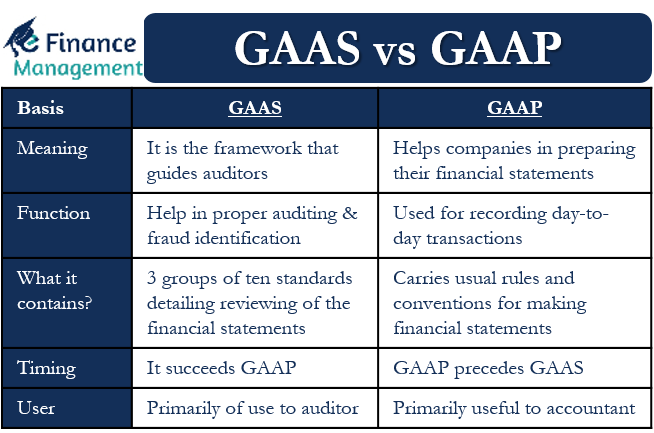 e Finance
Management
GAAS vs GAAP
Basis
GAAS
GAAP
Meaning
It is the framework that
guides auditors
Helps companies in preparing
their financial statements
Function
Help in proper auditing &
fraud identification
Used for recording day-to-
day transactions
What it
contains?
3 groups of ten standards
detailing reviewing of the
financial statements
Carries usual rules and
conventions for making
financial statements
Timing
It succeeds GAAP
GAAP precedes GAAS
User
Primarily of use to auditor
Primarily useful to accountant